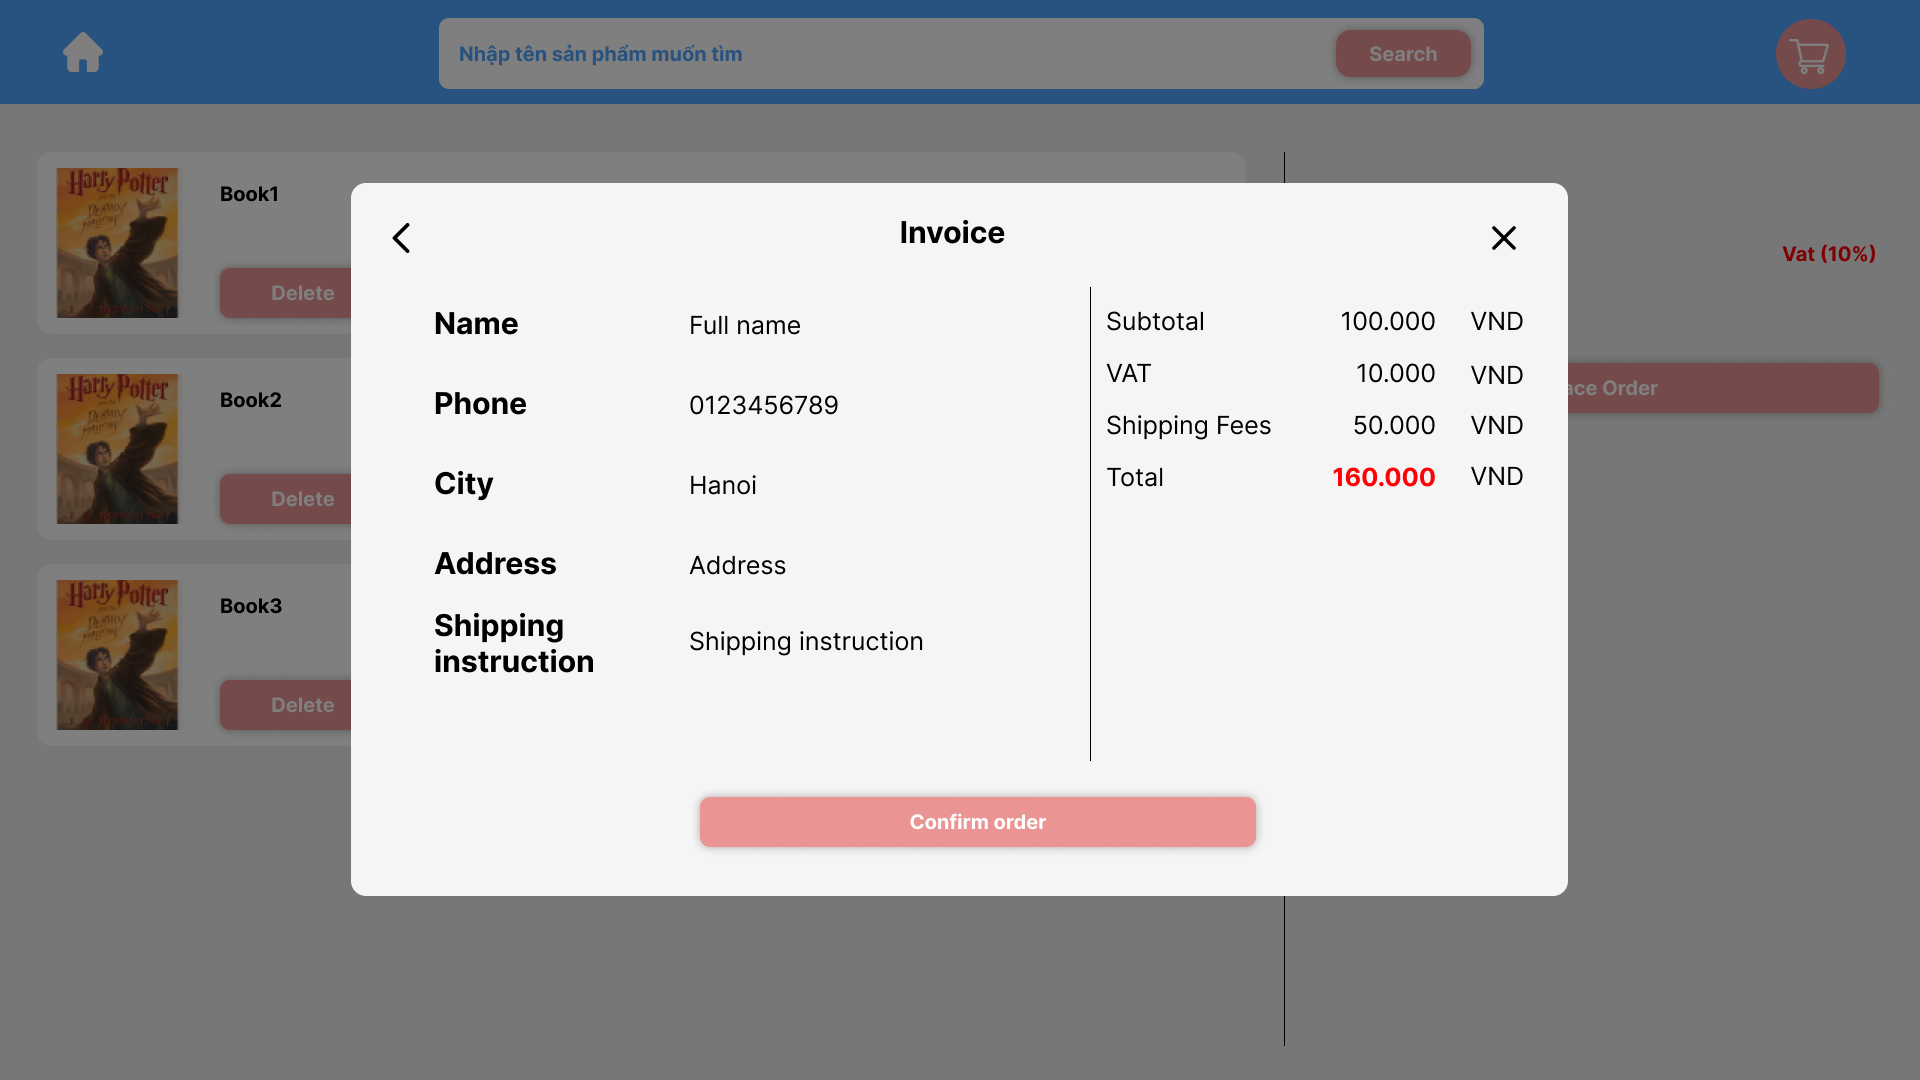 Nhập tên sản phẩm muốn tìm
Search
Harry Potter
Book1
Delete
Harry Potter
Book2
Delete
Harry Potter
Book3
Delete
Vat (10%)
ace Order
Invoice
Name
Full name
Phone
0123456789
City
Hanoi
Address
Address
Shipping
instruction
Shipping instruction
Subtotal 100.000 VND
VAT 10.000 VND
Shipping Fees 50.000 VND
Total 160.000 VND
Confirm order